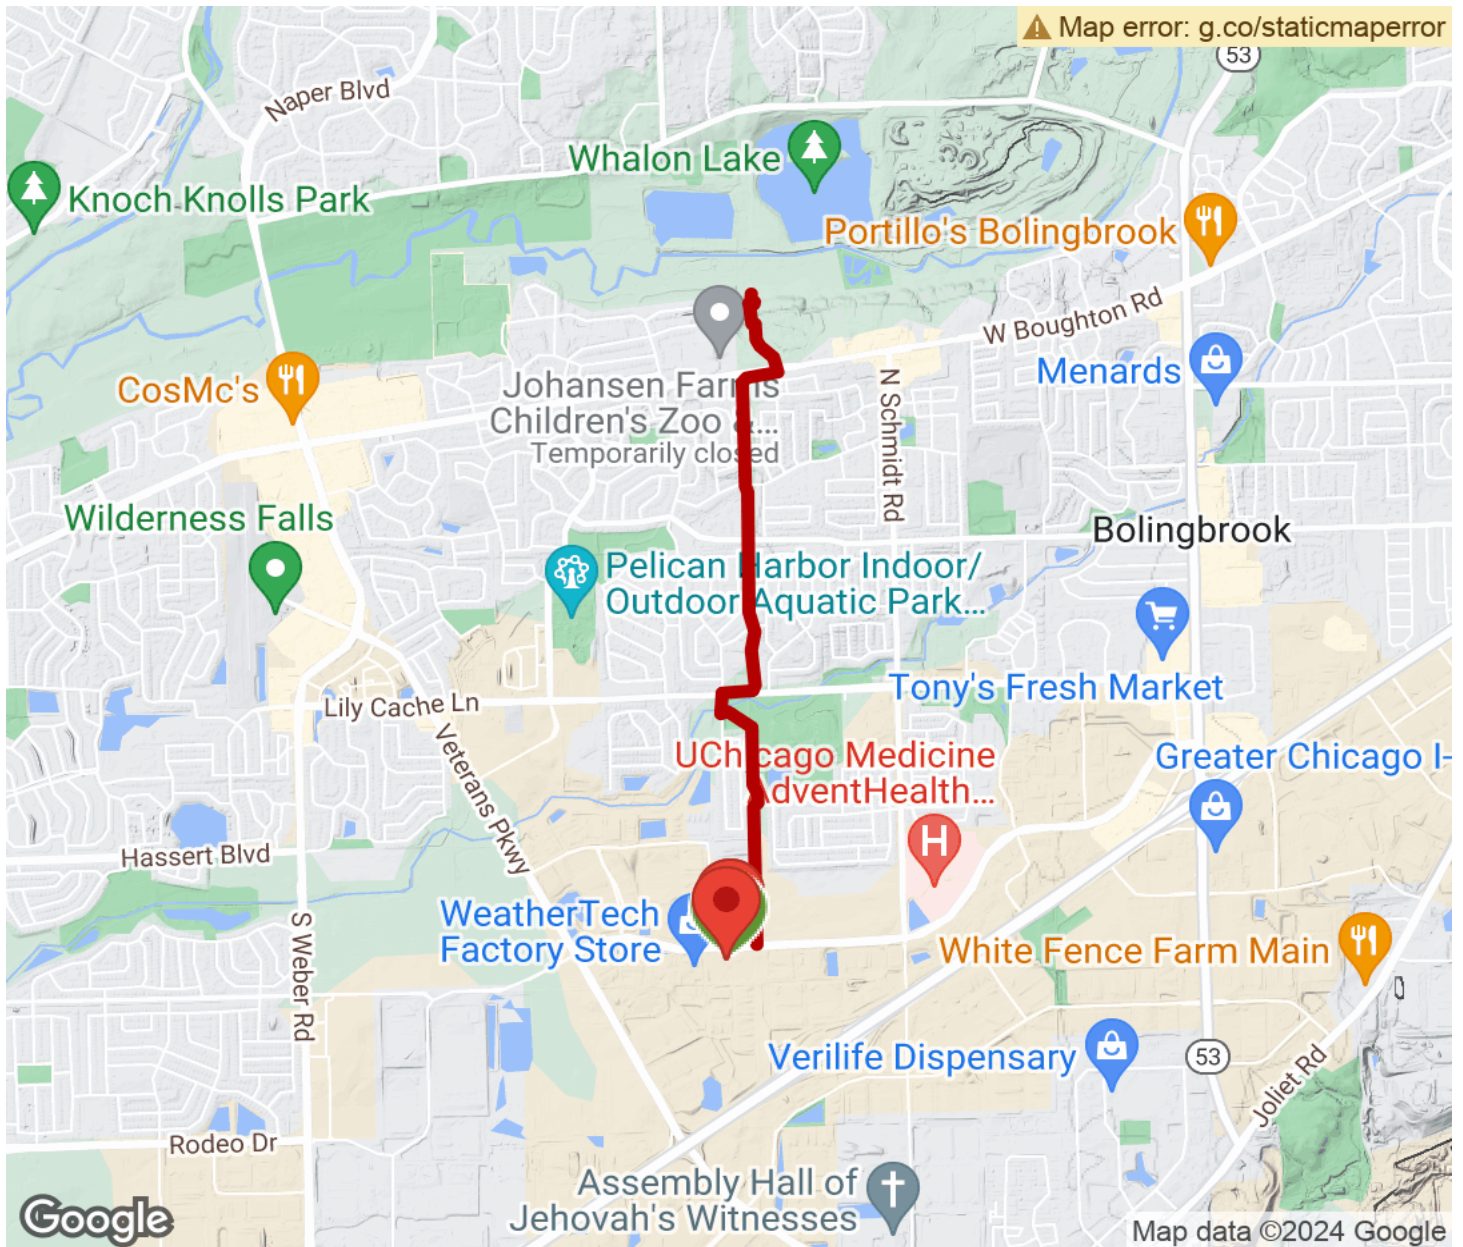 Map error: g.co/staticmaperror
53
Naper Blvd
Whalon Lake
Knoch Knolls Park
Portillo's Bolingbrook
W Boughton Rd
Menards
CosMc's
Johansen Farms
Children's Zoo &...
Temporarily closed
N Schmidt Rd
Wilderness Falls
Bolingbrook
Pelican Harbor Indoor/
Outdoor Aquatic Park...
Tony's Fresh Market
Lily Cache Ln
Veterans Pkwy
UChicago Medicine
AdventHealth...
Greater Chicago I-
H
Hassert Blvd
S Weber Rd
WeatherTech
Factory Store
White Fence Farm Main
Verilife Dispensary
53
Joliet Rd
Rodeo Dr
Assembly Hall of
Jehovah's Witnesses
Google
Map data ©2024 Google